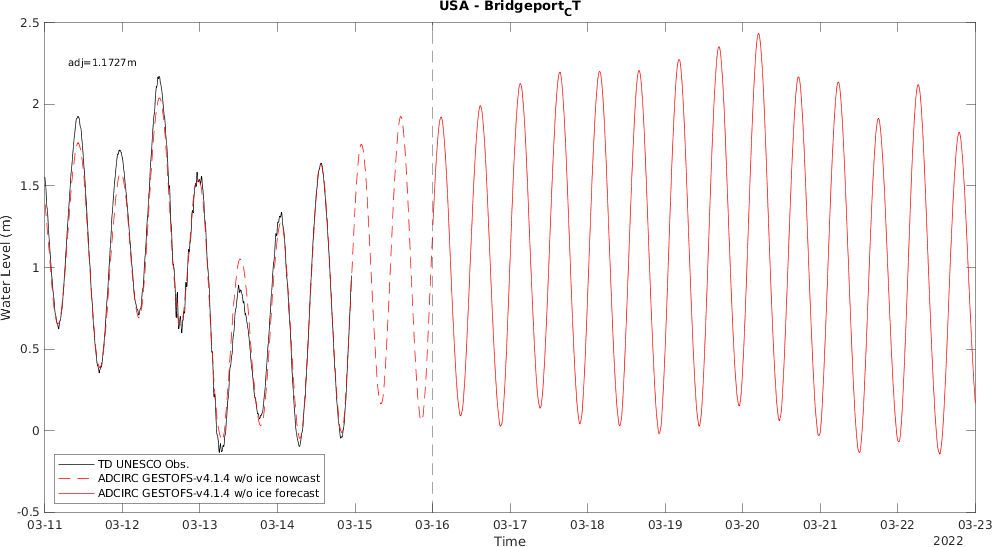 USA - Bridgeport_CT
adj=1.1727m
2.5
2
1.5
1
0.5
0
-0.5
Water Level (m)
TD UNESCO Obs.
ADCIRC GESTOFS-v4.1.4 w/o ice nowcast
ADCIRC GESTOFS-v4.1.4 w/o ice forecast
03-11 03-12 03-13 03-14 03-15 03-16 03-17 03-18 03-19 03-20 03-21 03-22 03-23
Time
2022